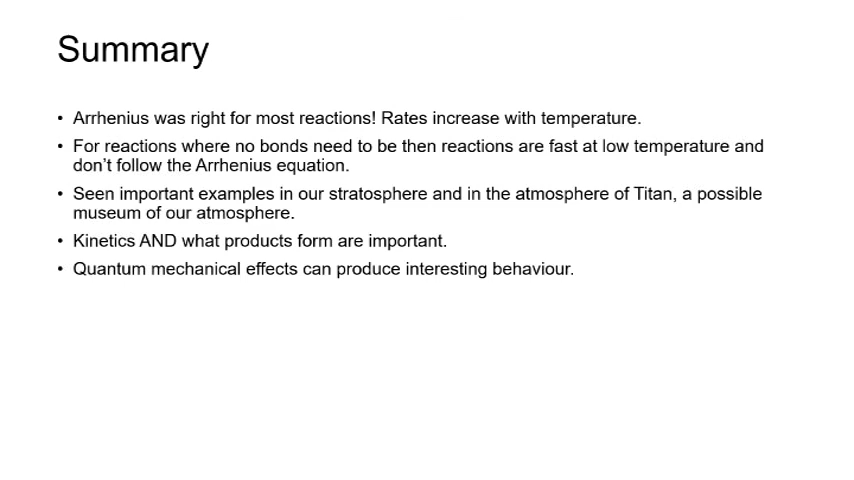 Summary
• Arrhenius was right for most reactions! Rates increase with temperature.
• For reactions where no bonds need to be then reactions are fast at low temperature and
don’t follow the Arrhenius equation.
• Seen important examples in our stratosphere and in the atmosphere of Titan, a possible
museum of our atmosphere.
• Kinetics AND what products form are important.
• Quantum mechanical effects can produce interesting behaviour.